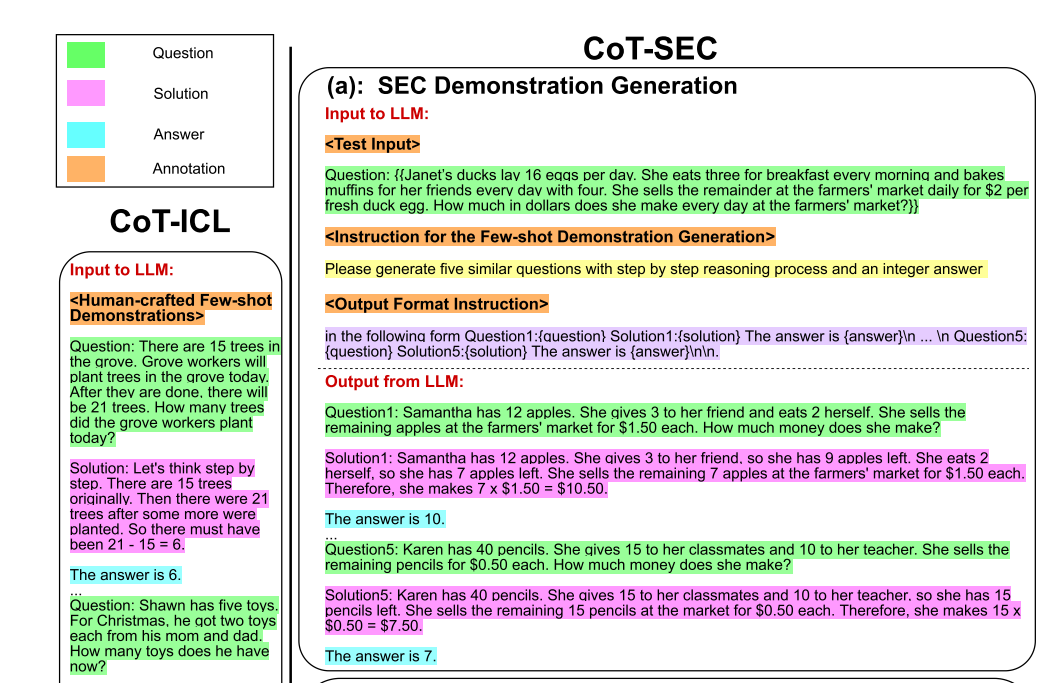 Question
Solution
Answer
Annotation
CoT-ICL
Input to LLM:
<Human-crafted Few-shot
Demonstrations>
Question: There are 15 trees in
the grove. Grove workers will
plant trees in the grove today.
After they are done, there will
be 21 trees. How many trees
did the grove workers plant
today?
Solution: Let's think step by
step. There are 15 trees
originally. Then there were 21
trees after some more were
planted. So there must have
been 21 - 15 = 6.
The answer is 6.
...
Question: Shawn has five toys.
For Christmas, he got two toys
each from his mom and dad.
How many toys does he have
now?
CoT-SEC
(a): SEC Demonstration Generation
Input to LLM:
<Test Input>
Question: {{Janet's ducks lay 16 eggs per day. She eats three for breakfast every morning and bakes
muffins for her friends every day with four. She sells the remainder at the farmers' market daily for $2 per
fresh duck egg. How much in dollars does she make every day at the farmers' market?}}
<Instruction for the Few-shot Demonstration Generation>
Please generate five similar questions with step by step reasoning process and an integer answer
<Output Format Instruction>
in the following form Question1:{question} Solution1:{solution} The answer is {answer}\n ... \n Question5:
{question} Solution5:{solution} The answer is {answer}\n\n.
Output from LLM:
Question1: Samantha has 12 apples. She gives 3 to her friend and eats 2 herself. She sells the
remaining apples at the farmers' market for $1.50 each. How much money does she make?
Solution1: Samantha has 12 apples. She gives 3 to her friend, so she has 9 apples left. She eats 2
herself, so she has 7 apples left. She sells the remaining 7 apples at the farmers' market for $1.50 each.
Therefore, she makes 7 x $1.50 = $10.50.
The answer is 10.
...
Question5: Karen has 40 pencils. She gives 15 to her classmates and 10 to her teacher. She sells the
remaining pencils for $0.50 each. How much money does she make?
Solution5: Karen has 40 pencils. She gives 15 to her classmates and 10 to her teacher, so she has 15
pencils left. She sells the remaining 15 pencils at the market for $0.50 each. Therefore, she makes 15 x
$0.50 = $7.50.
The answer is 7.